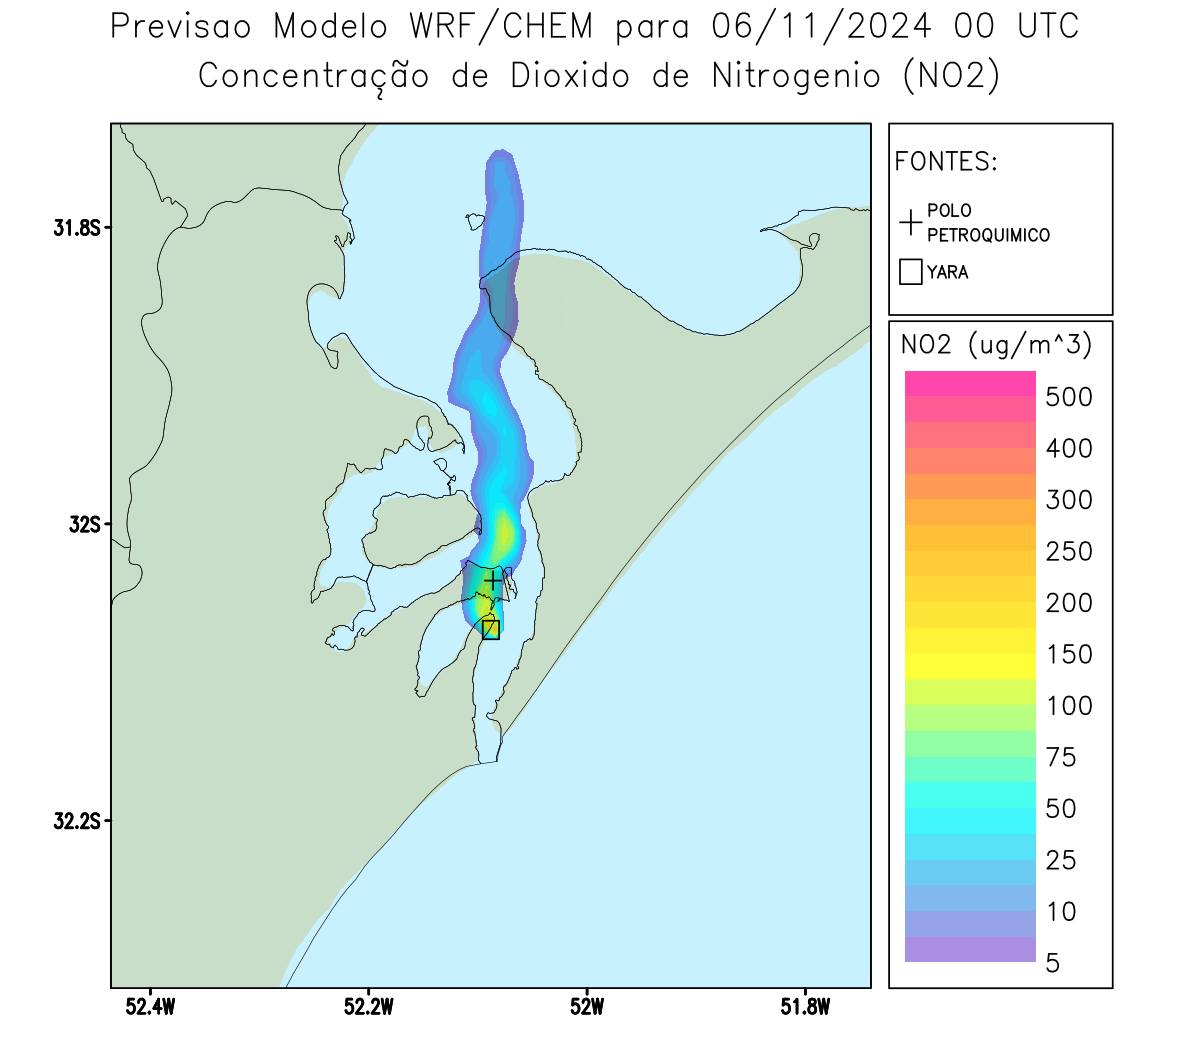 Previsao Modelo WRF/CHEM para 06/11/2024 00 UTC
Concentração de Dioxido de Nitrogenio (NO2)
FONTES:
POLO
PETROQUIMICO
YARA
31.8S
32S
32.2S
52.4W
52.2W
52W
51.8W
NO2 (ug/m^3)
500
400
300
250
200
150
100
75
50
25
10
5